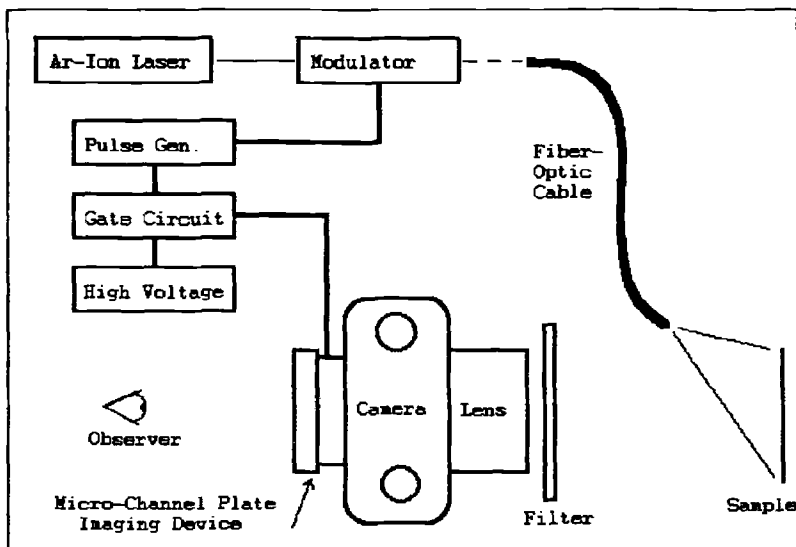 Ar-Ion Laser
Modulator
Pulse Gen.
Gate Circuit
High Voltage
Fiber-
Optic
Cable
Camera
Lens
Observer
Micro-Channel Plate
Imaging Device
Filter
Sample